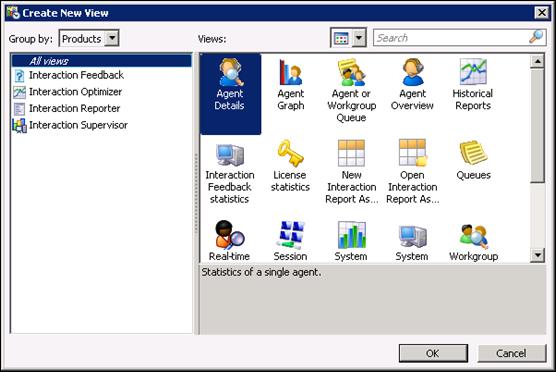 Create New View
Group by: Products
Views:
Search
All views
Interaction Feedback
Interaction Optimizer
Interaction Reporter
Interaction Supervisor
Agent Details
Agent Graph
Agent or Workgroup Queue
Agent Overview
Historical Reports
Interaction Feedback statistics
License statistics
New Interaction Report As...
Open Interaction Report As...
Queues
Real-time
Session
System
System
Workgroup
Statistics of a single agent.
OK
Cancel